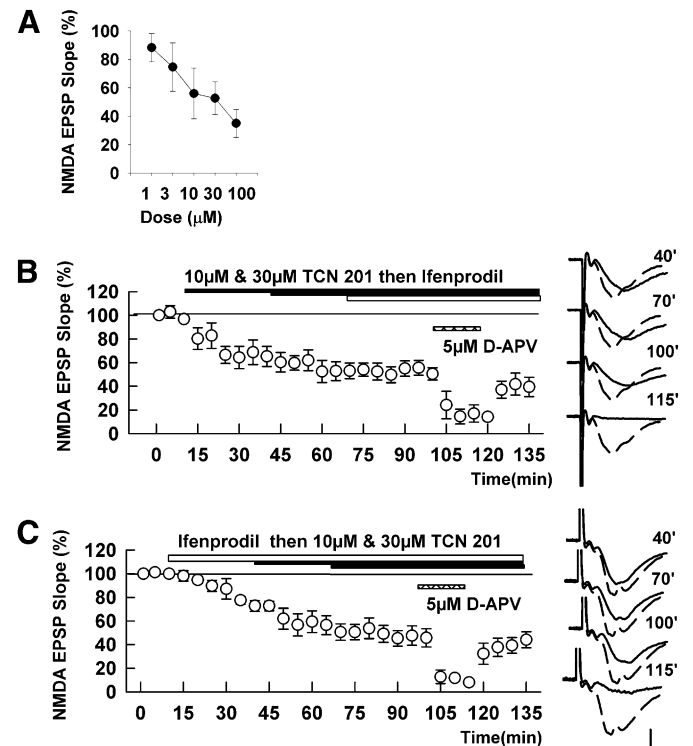 A
NMDA EPSP Slope (%)
100
80
60
40
20
0
1 3 10 30 100
Dose (µM)
B
NMDA EPSP Slope (%)
10µM & 30µM TCN 201 then Ifenprodil
120
100
80
60
40
20
0
5µM D-APV
0 15 30 45 60 75 90 105 120 135
Time(min)
40'
70'
100'
115'
C
NMDA EPSP Slope (%)
Ifenprodil then 10µM & 30µM TCN 201
120
100
80
60
40
20
0
5µM D-APV
0 15 30 45 60 75 90 105 120 135
Time(min)
40'
70'
100'
115'